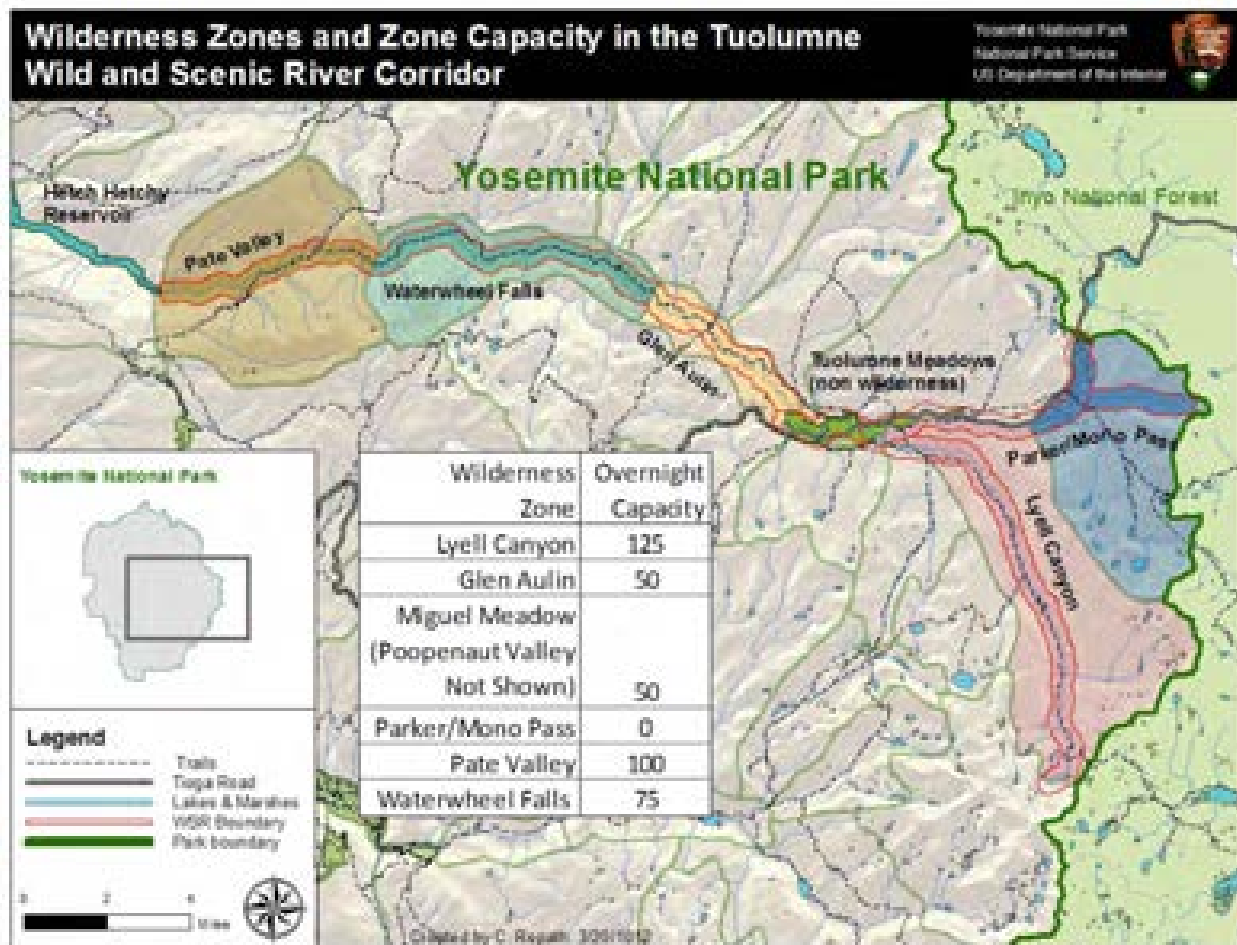 Wilderness Zones and Zone Capacity in the Tuolumne
Wild and Scenic River Corridor
Yosemite National Park
National Park Service
US Department of the Interior
Yosemite National Park
Inyo National Forest
Hetch Hetchy
Reservoir
Pate Valley
Waterwheel Falls
Glen Aulin
Tuolumne Meadows
(non wilderness)
Parker/Mono Pass
Lyell Canyon
Yosemite National Park
Wilderness Zone Overnight Capacity
Lyell Canyon 125
Glen Aulin 50
Miguel Meadow
(Poopenaut Valley
Not Shown) 50
Parker/Mono Pass 0
Pate Valley 100
Waterwheel Falls 75
Legend
Trails
Tioga Road
Lakes & Marshes
WSR Boundary
Park boundary
0 2 4
Miles
Created by C. Repath